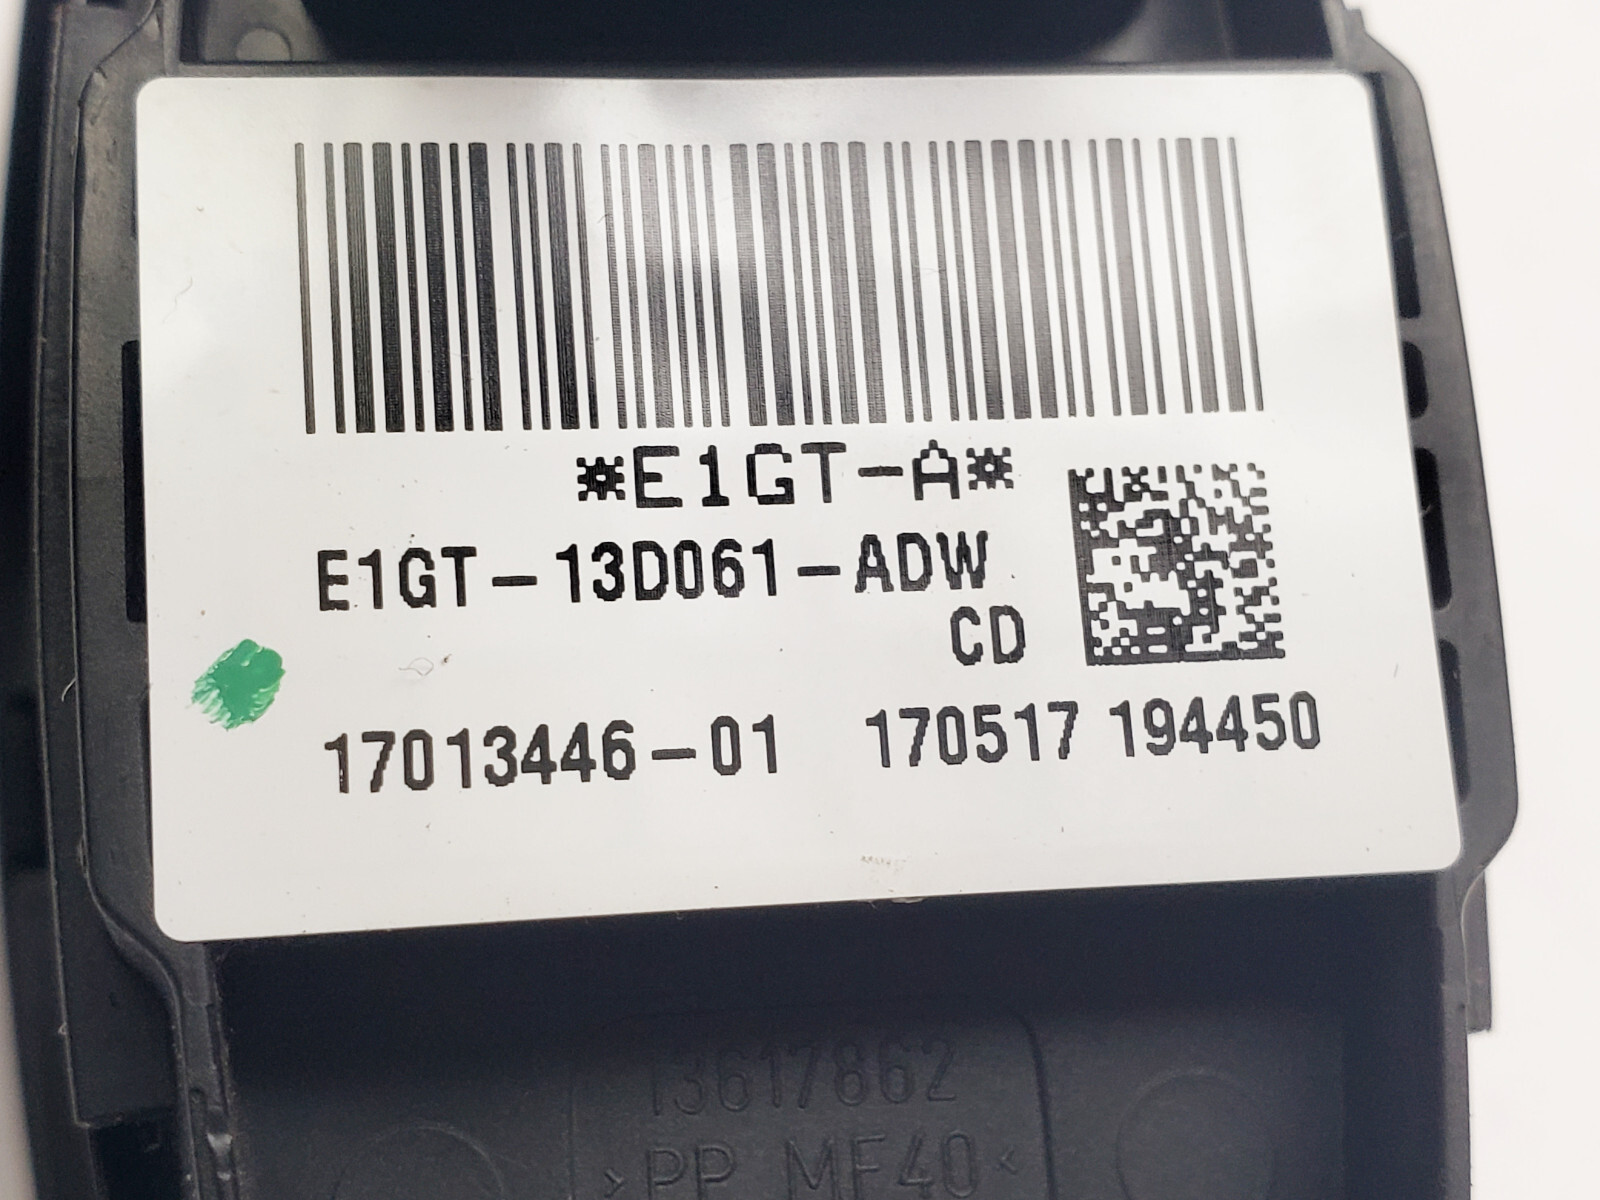 *E1GT-A*
E1GT-13D061-ADW
CD
17013446-01 170517 194450
13617862
>PP MF40<